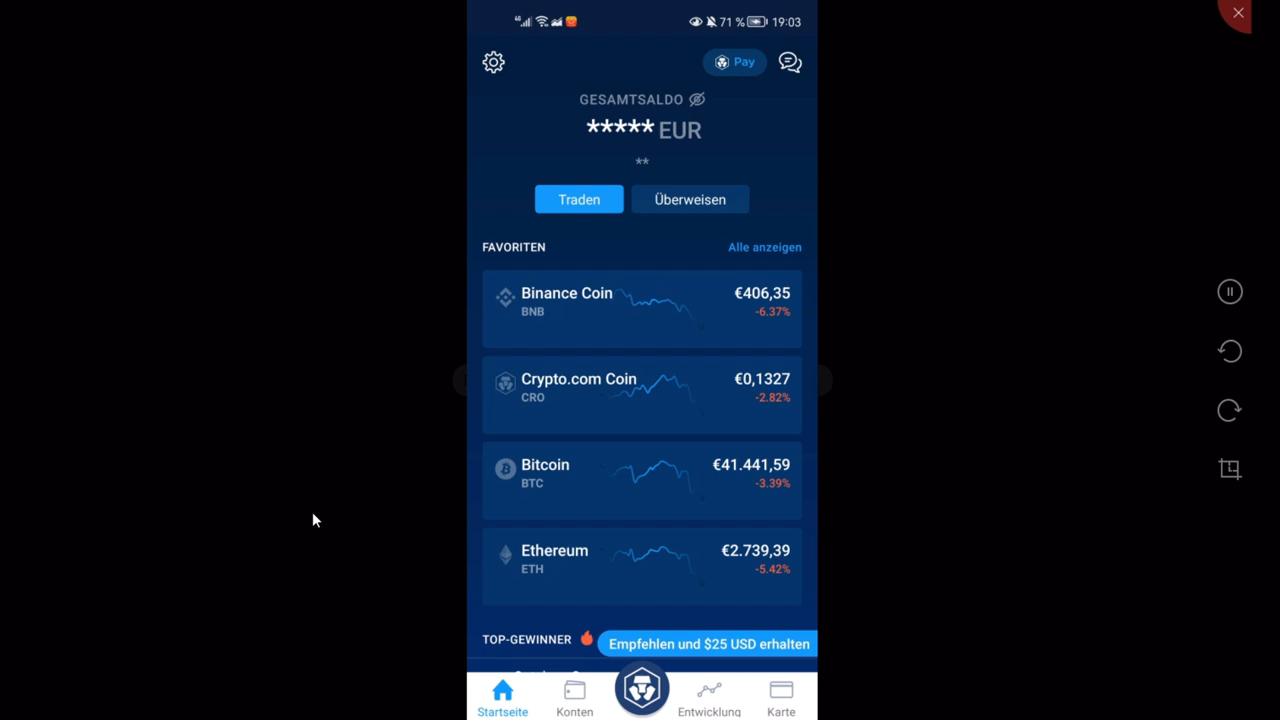 71 % 19:03
Pay
GESAMTSALDO
***** EUR
**
Traden Überweisen
FAVORITEN Alle anzeigen
Binance Coin €406,35
BNB -6.37%
Crypto.com Coin €0,1327
CRO -2.82%
Bitcoin €41.441,59
BTC -3.39%
Ethereum €2.739,39
ETH -5.42%
TOP-GEWINNER Empfehlen und $25 USD erhalten
Startseite Konten Entwicklung Karte